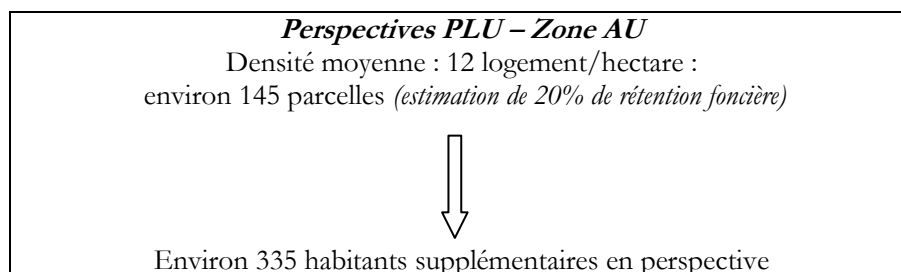 Perspectives PLU – Zone AU
Densité moyenne : 12 logement/hectare :
environ 145 parcelles (estimation de 20% de rétention foncière)
Environ 335 habitants supplémentaires en perspective